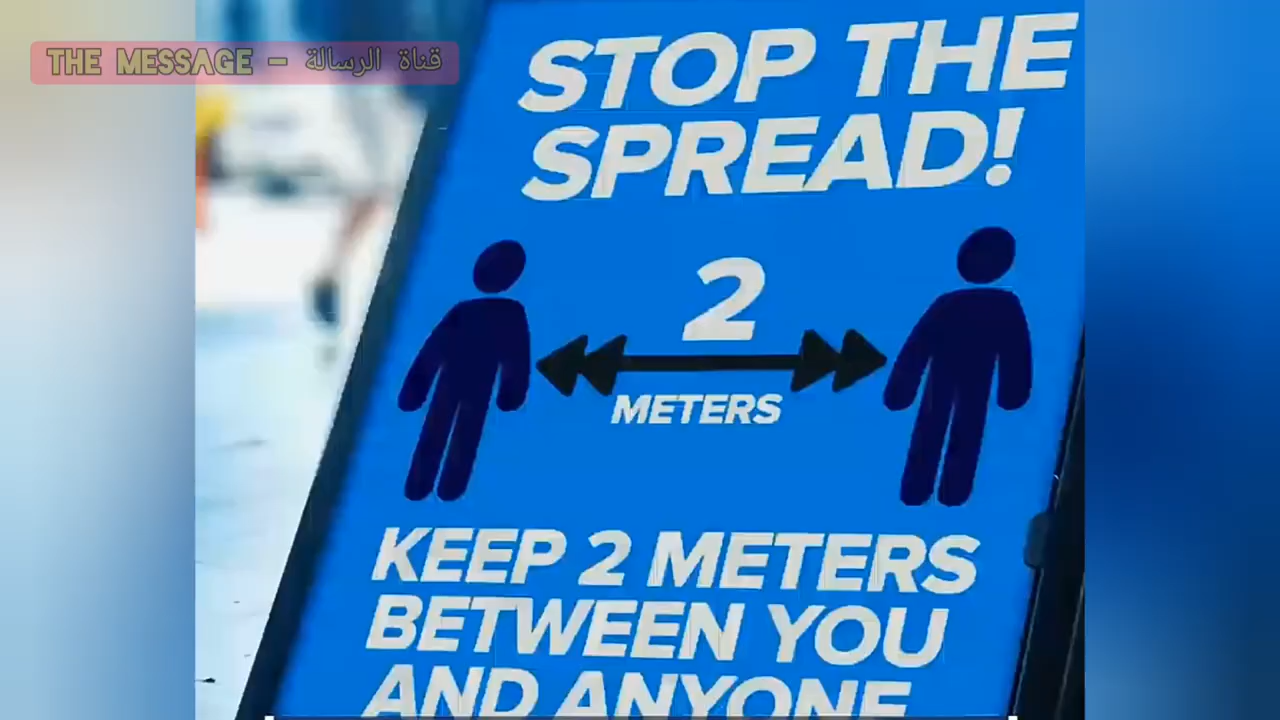 THE MESSAGE - قناة الرسالة
STOP THE
SPREAD!
2
METERS
KEEP 2 METERS
BETWEEN YOU
AND ANYONE